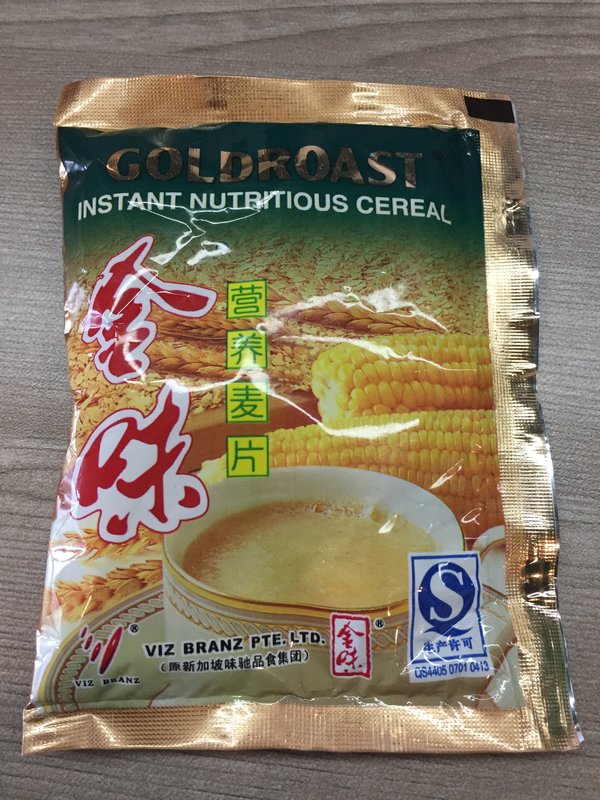 GOLDROAST®
INSTANT NUTRITIOUS CEREAL
金味
营养麦片
VIZ BRANZ PTE. LTD.
(原新加坡味驰品食集团)
金味®
®
VIZ BRANZ
生产许可
QS4405 0701 0413